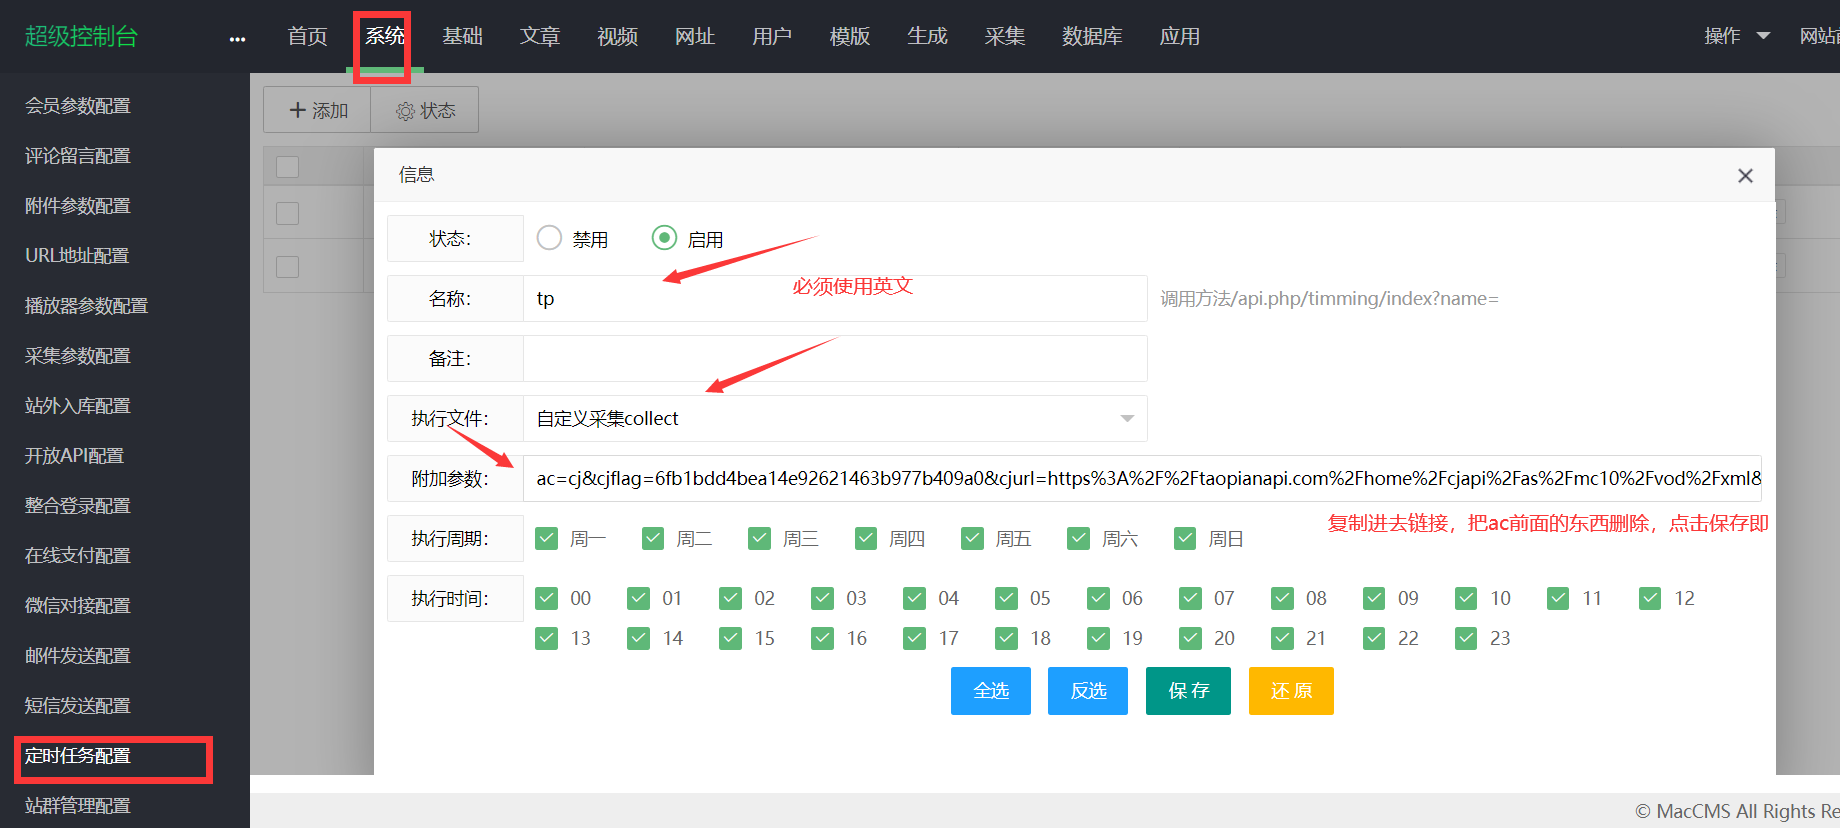 超级控制台 ... 首页 系统 基础 文章 视频 网址 用户 模版 生成 采集 数据库 应用 操作 网站
会员参数配置
评论留言配置
附件参数配置
URL地址配置
播放器参数配置
采集参数配置
站外入库配置
开放API配置
整合登录配置
在线支付配置
微信对接配置
邮件发送配置
短信发送配置
定时任务配置
站群管理配置
添加 状态
信息
状态： 禁用 启用
名称： tp 必须使用英文 调用方法/api.php/timming/index?name=
备注：
执行文件： 自定义采集collect
附加参数： ac=cj&cjflag=6fb1bdd4bea14e92621463b977b409a0&cjurl=https%3A%2F%2Ftaopianapi.com%2Fhome%2Fcjapi%2Fas%2Fmc10%2Fvod%2Fxml&
复制进去链接，把ac前面的东西删除，点击保存即
执行周期： 周一 周二 周三 周四 周五 周六 周日
执行时间： 00 01 02 03 04 05 06 07 08 09 10 11 12
13 14 15 16 17 18 19 20 21 22 23
全选 反选 保存 还原
© MacCMS All Rights Re